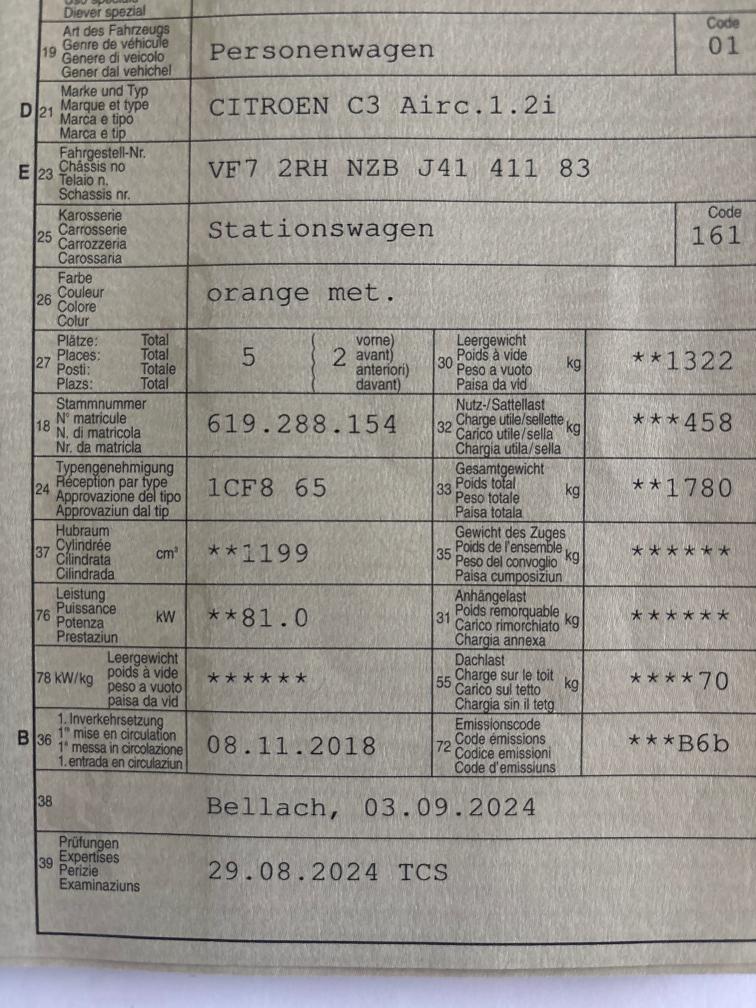 Diever spezial
Art des Fahrzeugs
19 Genre de véhicule
Genere di veicolo
Gener dal vehichel
Personenwagen
Code
01
Marke und Typ
D 21 Marque et type
Marca e tipo
Marca e tip
CITROEN C3 Airc.1.2i
Fahrgestell-Nr.
E 23 Châssis no
Telaio n.
Schassis nr.
VF7 2RH NZB J41 411 83
Karosserie
25 Carrosserie
Carrozzeria
Carossaria
Stationswagen
Code
161
Farbe
26 Couleur
Colore
Colur
orange met.
Plätze: Total
27 Places: Total
Posti: Totale
Plazs: Total
5
2
vorne)
avant)
anteriori)
davant)
Leergewicht
30 Poids à vide kg
Peso a vuoto
Paisa da vid
**1322
Stammnummer
18 N° matricule
N. di matricola
Nr. da matricla
619.288.154
Nutz-/Sattellast
32 Charge utile/sellette kg
Carico utile/sella
Chargia utila/sella
***458
Typengenehmigung
24 Réception par type
Approvazione del tipo
Approvaziun dal tip
1CF8 65
Gesamtgewicht
33 Poids total kg
Peso totale
Paisa totala
**1780
Hubraum
37 Cylindrée cm³
Cilindrata
Cilindrada
**1199
Gewicht des Zuges
35 Poids de l'ensemble kg
Peso del convoglio
Paisa cumposiziun
******
Leistung
76 Puissance kW
Potenza
Prestaziun
**81.0
Anhängelast
31 Poids remorquable kg
Carico rimorchiato
Chargia annexa
******
Leergewicht
78 kW/kg poids à vide
peso a vuoto
paisa da vid
******
Dachlast
55 Charge sur le toit kg
Carico sul tetto
Chargia sin il tetg
****70
1. Inverkehrsetzung
B 36 1re mise en circulation
1a messa in circolazione
1. entrada en circulaziun
08.11.2018
Emissionscode
72 Code émissions
Codice emissioni
Code d'emissiuns
***B6b
38
Bellach, 03.09.2024
Prüfungen
39 Expertises
Perizie
Examinaziuns
29.08.2024 TCS